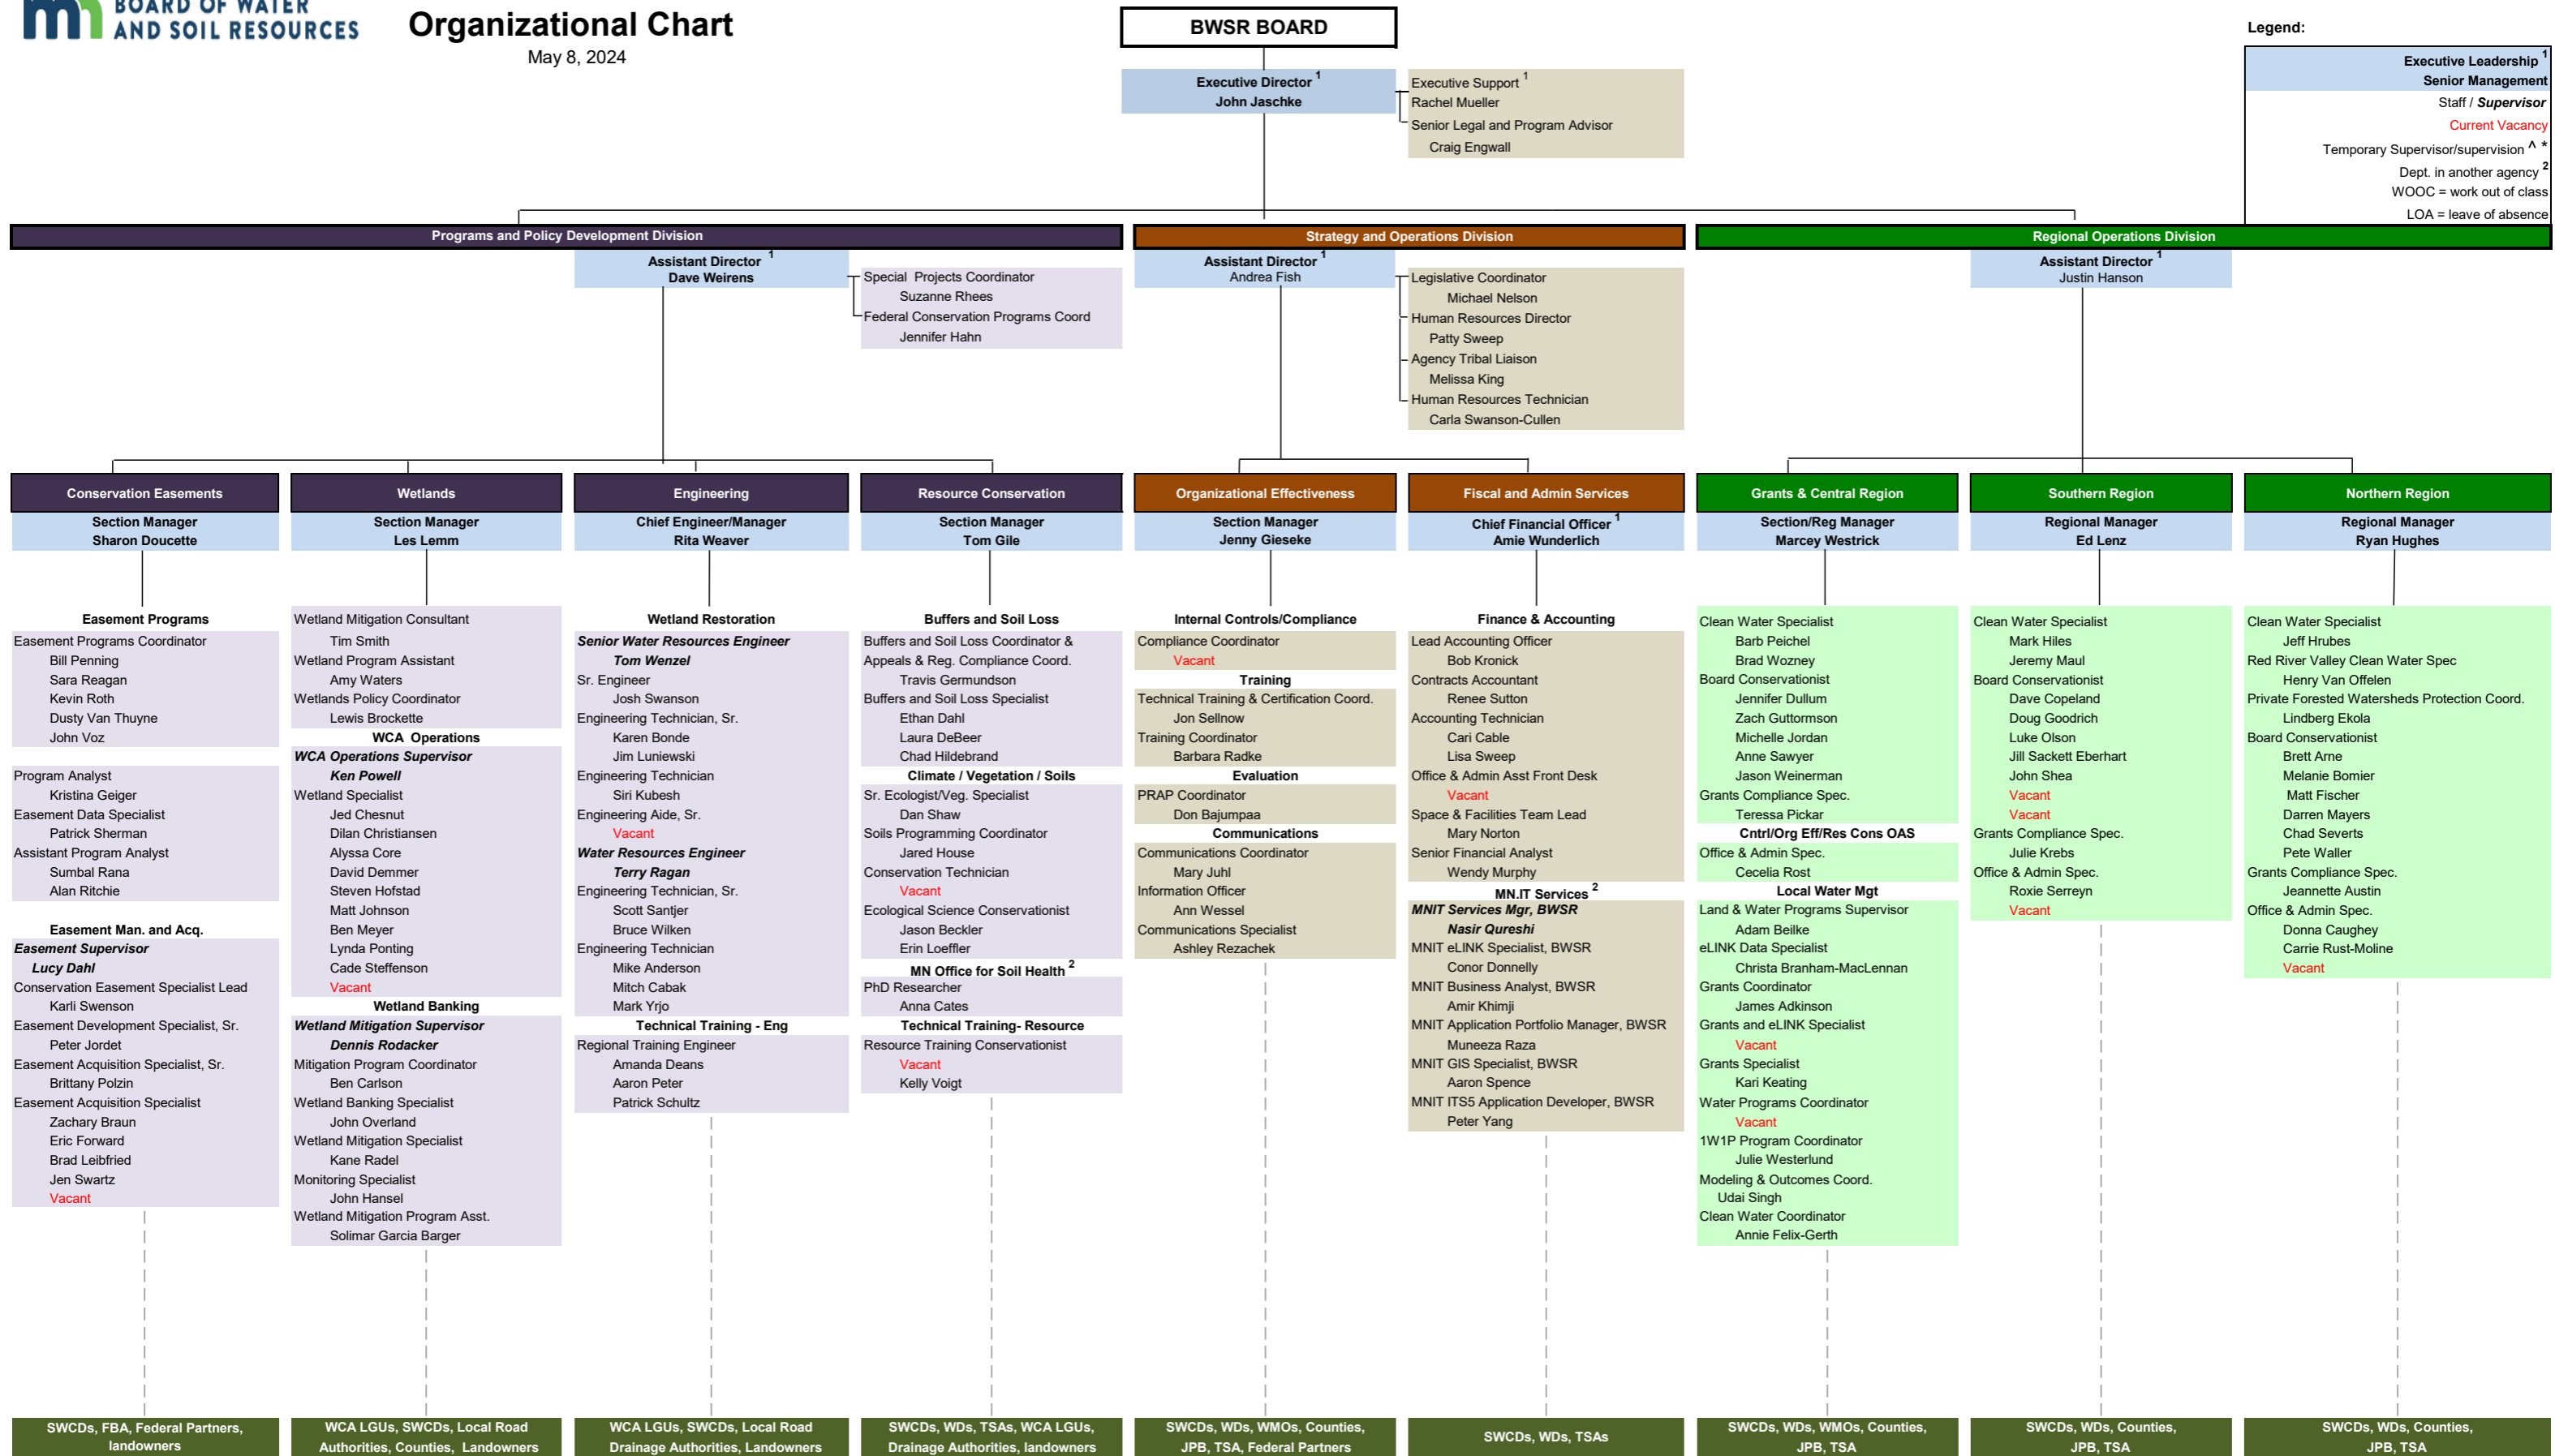 BOARD OF WATER
AND SOIL RESOURCES
Organizational Chart
May 8, 2024
BWSR BOARD
Executive Director 1
John Jaschke
Executive Support 1
Rachel Mueller
Senior Legal and Program Advisor
Craig Engwall
Legend:
Executive Leadership 1
Senior Management
Staff / Supervisor
Current Vacancy
Temporary Supervisor/supervision ^ *
Dept. in another agency 2
WOOC = work out of class
LOA = leave of absence
Programs and Policy Development Division
Assistant Director 1
Dave Weirens
Special Projects Coordinator
Suzanne Rhees
Federal Conservation Programs Coord
Jennifer Hahn
Strategy and Operations Division
Assistant Director 1
Andrea Fish
Legislative Coordinator
Michael Nelson
Human Resources Director
Patty Sweep
Agency Tribal Liaison
Melissa King
Human Resources Technician
Carla Swanson-Cullen
Regional Operations Division
Assistant Director 1
Justin Hanson
Conservation Easements
Section Manager
Sharon Doucette
Easement Programs
Easement Programs Coordinator
Bill Penning
Sara Reagan
Kevin Roth
Dusty Van Thuyne
John Voz
Program Analyst
Kristina Geiger
Easement Data Specialist
Patrick Sherman
Assistant Program Analyst
Sumbal Rana
Alan Ritchie
Easement Man. and Acq.
Easement Supervisor
Lucy Dahl
Conservation Easement Specialist Lead
Karli Swenson
Easement Development Specialist, Sr.
Peter Jordet
Easement Acquisition Specialist, Sr.
Brittany Polzin
Easement Acquisition Specialist
Zachary Braun
Eric Forward
Brad Leibfried
Jen Swartz
Vacant
SWCDs, FBA, Federal Partners,
landowners
Wetlands
Section Manager
Les Lemm
Wetland Mitigation Consultant
Tim Smith
Wetland Program Assistant
Amy Waters
Wetlands Policy Coordinator
Lewis Brockette
WCA Operations
WCA Operations Supervisor
Ken Powell
Wetland Specialist
Jed Chesnut
Dilan Christiansen
Alyssa Core
David Demmer
Steven Hofstad
Matt Johnson
Ben Meyer
Lynda Ponting
Cade Steffenson
Vacant
Wetland Banking
Wetland Mitigation Supervisor
Dennis Rodacker
Mitigation Program Coordinator
Ben Carlson
Wetland Banking Specialist
John Overland
Wetland Mitigation Specialist
Kane Radel
Monitoring Specialist
John Hansel
Wetland Mitigation Program Asst.
Solimar Garcia Barger
WCA LGUs, SWCDs, Local Road
Authorities, Counties, Landowners
Engineering
Chief Engineer/Manager
Rita Weaver
Wetland Restoration
Senior Water Resources Engineer
Tom Wenzel
Sr. Engineer
Josh Swanson
Engineering Technician, Sr.
Karen Bonde
Jim Luniewski
Engineering Technician
Siri Kubesh
Engineering Aide, Sr.
Vacant
Water Resources Engineer
Terry Ragan
Engineering Technician, Sr.
Scott Santjer
Bruce Wilken
Engineering Technician
Mike Anderson
Mitch Cabak
Mark Yrjo
Technical Training - Eng
Regional Training Engineer
Amanda Deans
Aaron Peter
Patrick Schultz
WCA LGUs, SWCDs, Local Road
Drainage Authorities, Landowners
Resource Conservation
Section Manager
Tom Gile
Buffers and Soil Loss
Buffers and Soil Loss Coordinator &
Appeals & Reg. Compliance Coord.
Travis Germundson
Buffers and Soil Loss Specialist
Ethan Dahl
Laura DeBeer
Chad Hildebrand
Climate / Vegetation / Soils
Sr. Ecologist/Veg. Specialist
Dan Shaw
Soils Programming Coordinator
Jared House
Conservation Technician
Vacant
Ecological Science Conservationist
Jason Beckler
Erin Loeffler
MN Office for Soil Health 2
PhD Researcher
Anna Cates
Technical Training- Resource
Resource Training Conservationist
Vacant
Kelly Voigt
SWCDs, WDs, TSAs, WCA LGUs,
Drainage Authorities, landowners
Organizational Effectiveness
Section Manager
Jenny Gieseke
Internal Controls/Compliance
Compliance Coordinator
Vacant
Training
Technical Training & Certification Coord.
Jon Sellnow
Training Coordinator
Barbara Radke
Evaluation
PRAP Coordinator
Don Bajumpaa
Communications
Communications Coordinator
Mary Juhl
Information Officer
Ann Wessel
Communications Specialist
Ashley Rezachek
SWCDs, WDs, WMOs, Counties,
JPB, TSA, Federal Partners
Fiscal and Admin Services
Chief Financial Officer 1
Amie Wunderlich
Finance & Accounting
Lead Accounting Officer
Bob Kronick
Contracts Accountant
Renee Sutton
Accounting Technician
Cari Cable
Lisa Sweep
Office & Admin Asst Front Desk
Vacant
Space & Facilities Team Lead
Mary Norton
Senior Financial Analyst
Wendy Murphy
MN.IT Services 2
MNIT Services Mgr, BWSR
Nasir Qureshi
MNIT eLINK Specialist, BWSR
Conor Donnelly
MNIT Business Analyst, BWSR
Amir Khimji
MNIT Application Portfolio Manager, BWSR
Muneeza Raza
MNIT GIS Specialist, BWSR
Aaron Spence
MNIT ITS5 Application Developer, BWSR
Peter Yang
SWCDs, WDs, TSAs
Grants & Central Region
Section/Reg Manager
Marcey Westrick
Clean Water Specialist
Barb Peichel
Brad Wozney
Board Conservationist
Jennifer Dullum
Zach Guttormson
Michelle Jordan
Anne Sawyer
Jason Weinerman
Grants Compliance Spec.
Teressa Pickar
Cntrl/Org Eff/Res Cons OAS
Office & Admin Spec.
Cecelia Rost
Local Water Mgt
Land & Water Programs Supervisor
Adam Beilke
eLINK Data Specialist
Christa Branham-MacLennan
Grants Coordinator
James Adkinson
Grants and eLINK Specialist
Vacant
Grants Specialist
Kari Keating
Water Programs Coordinator
Vacant
1W1P Program Coordinator
Julie Westerlund
Modeling & Outcomes Coord.
Udai Singh
Clean Water Coordinator
Annie Felix-Gerth
SWCDs, WDs, WMOs, Counties,
JPB, TSA
Southern Region
Regional Manager
Ed Lenz
Clean Water Specialist
Mark Hiles
Jeremy Maul
Board Conservationist
Dave Copeland
Doug Goodrich
Luke Olson
Jill Sackett Eberhart
John Shea
Vacant
Vacant
Grants Compliance Spec.
Julie Krebs
Office & Admin Spec.
Roxie Serreyn
Vacant
SWCDs, WDs, Counties,
JPB, TSA
Northern Region
Regional Manager
Ryan Hughes
Clean Water Specialist
Jeff Hrubes
Red River Valley Clean Water Spec
Henry Van Offelen
Private Forested Watersheds Protection Coord.
Lindberg Ekola
Board Conservationist
Brett Arne
Melanie Bomier
Matt Fischer
Darren Mayers
Chad Severts
Pete Waller
Grants Compliance Spec.
Jeannette Austin
Office & Admin Spec.
Donna Caughey
Carrie Rust-Moline
Vacant
SWCDs, WDs, Counties,
JPB, TSA